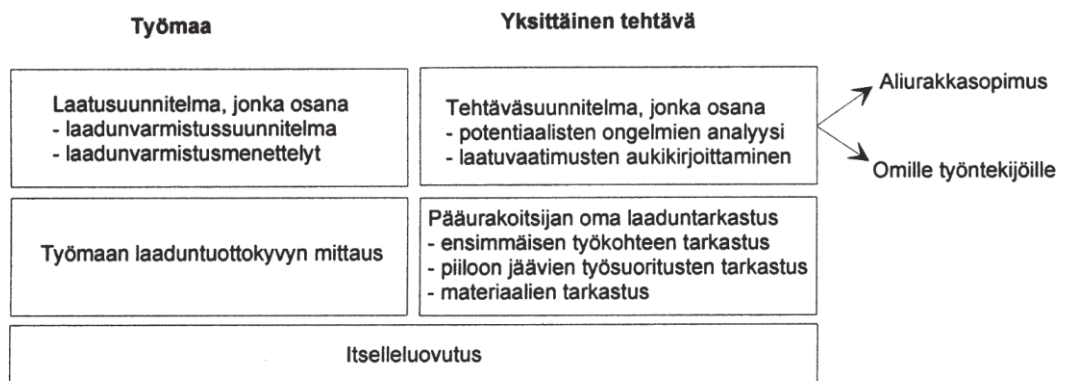 Työmaa
Yksittäinen tehtävä
Laatusuunnitelma, jonka osana
- laadunvarmistussuunnitelma
- laadunvarmistusmenettelyt
Tehtäväsuunnitelma, jonka osana
- potentiaalisten ongelmien analyysi
- laatuvaatimusten aukikirjoittaminen
Aliurakkasopimus
Omille työntekijöille
Työmaan laaduntuottokyvyn mittaus
Pääurakoitsijan oma laaduntarkastus
- ensimmäisen työkohteen tarkastus
- piiloon jäävien työsuoritusten tarkastus
- materiaalien tarkastus
Itselleluovutus